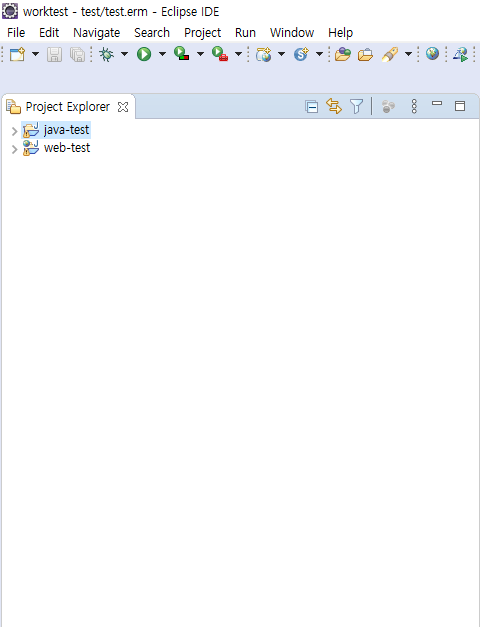 worktest - test/test.erm - Eclipse IDE
File Edit Navigate Search Project Run Window Help
Project Explorer
java-test
web-test